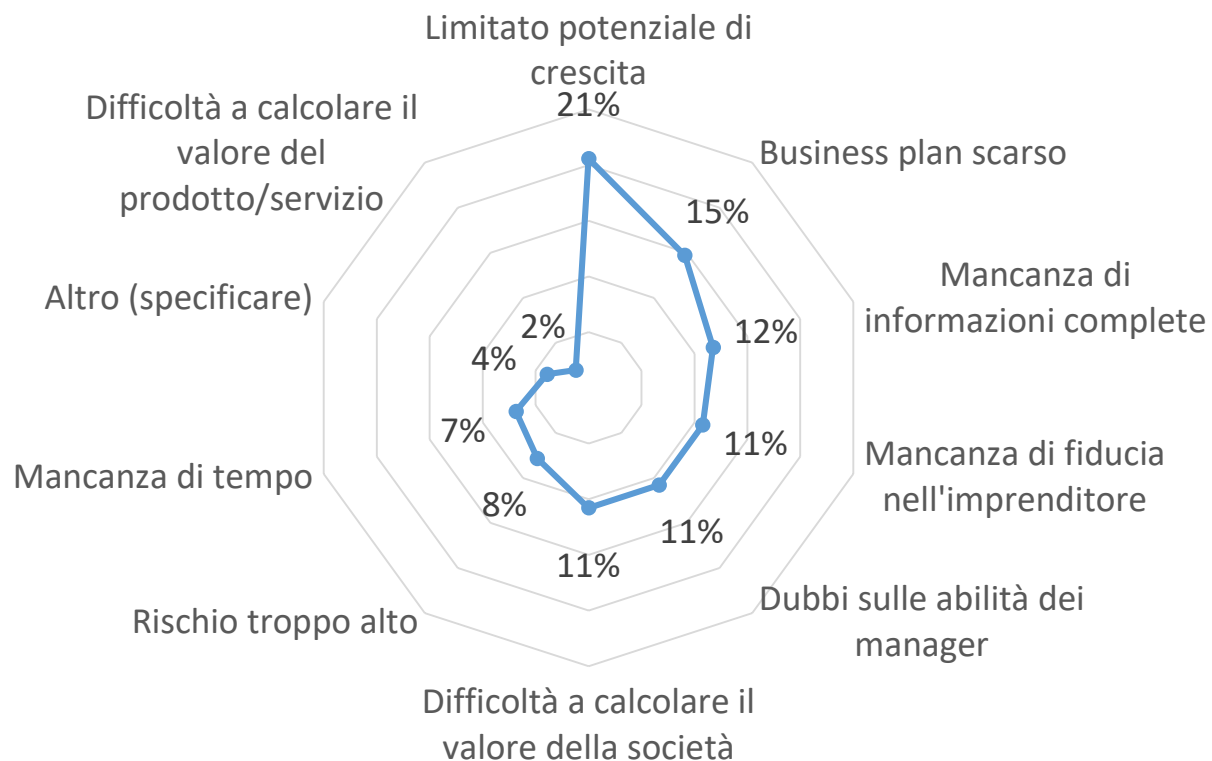 Limitato potenziale di
crescita
21%
Business plan scarso
15%
Mancanza di
informazioni complete
12%
Mancanza di fiducia
nell'imprenditore
11%
Dubbi sulle abilità dei
manager
11%
Difficoltà a calcolare il
valore della società
11%
Rischio troppo alto
8%
Mancanza di tempo
7%
Altro (specificare)
4%
Difficoltà a calcolare il
valore del
prodotto/servizio
2%